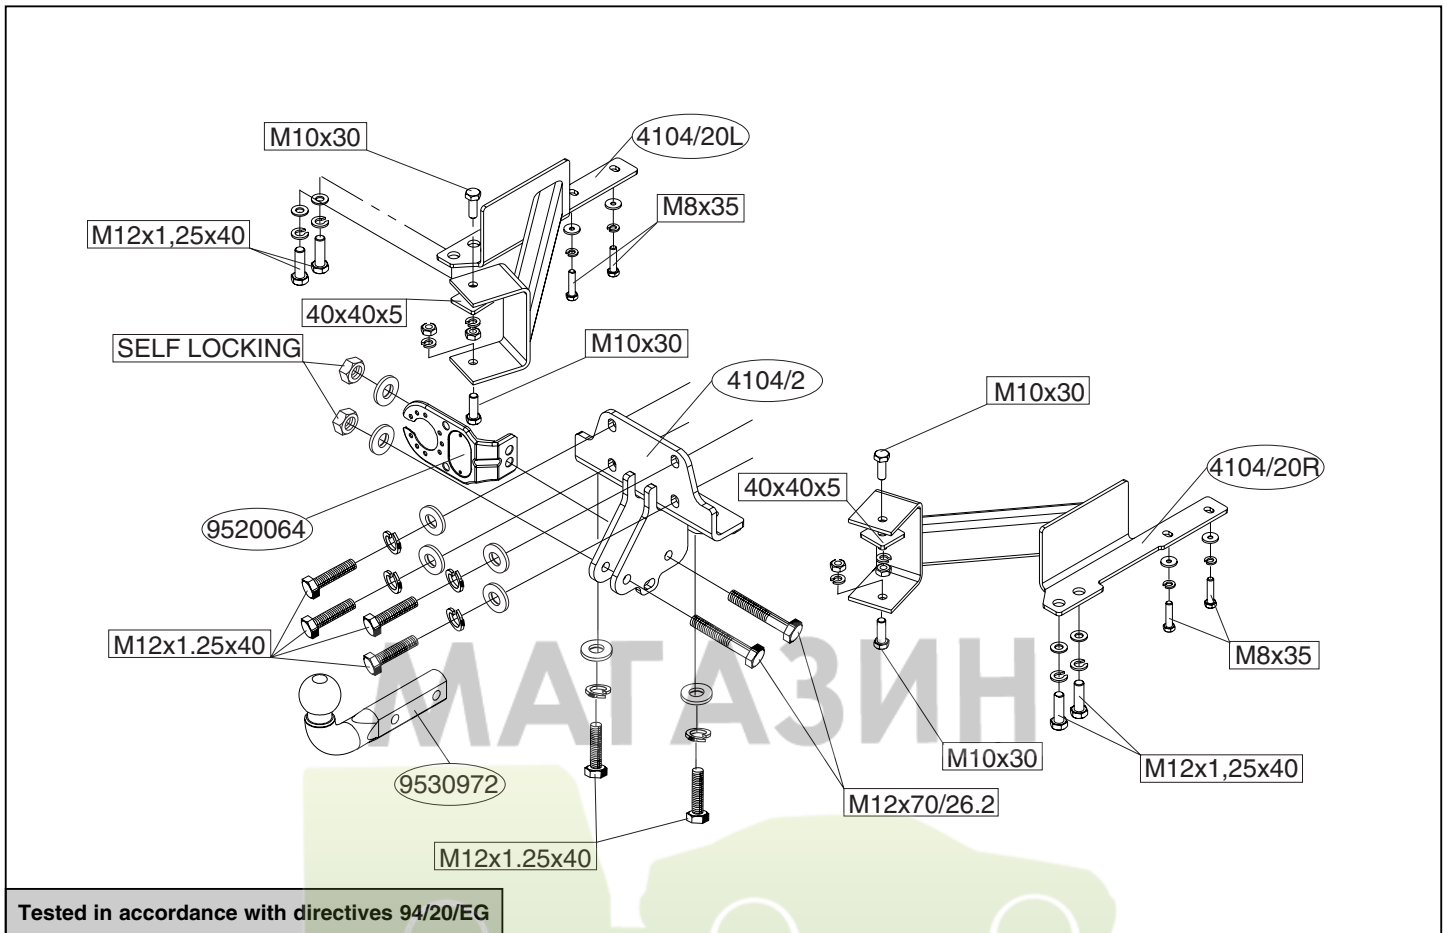 M10x30
4104/20L
M8x35
M12x1,25x40
40x40x5
SELF LOCKING
M10x30
4104/2
M10x30
4104/20R
40x40x5
9520064
M12x1.25x40
M8x35
МАГАЗИН
M10x30
M12x1,25x40
9530972
M12x70/26.2
M12x1.25x40
Tested in accordance with directives 94/20/EG